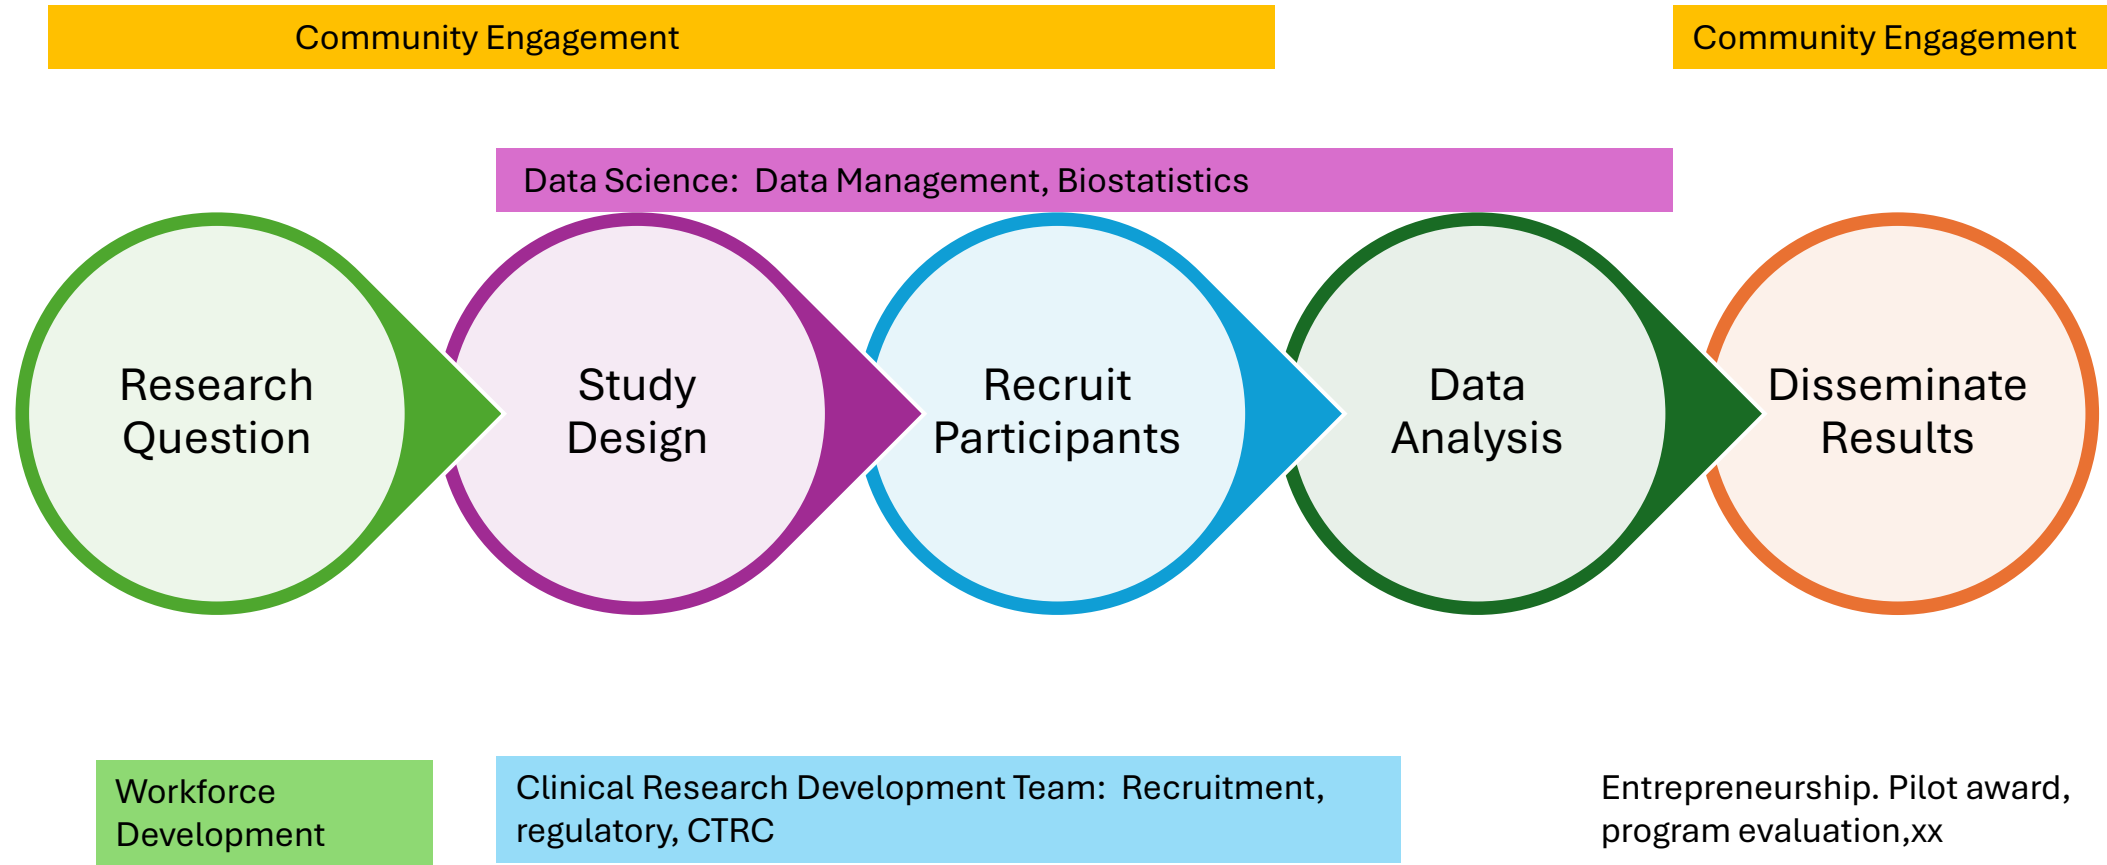 Community Engagement
Community Engagement
Data Science:  Data Management, Biostatistics
Research
Question
Study
Design
Recruit
Participants
Data
Analysis
Disseminate
Results
Workforce
Development
Clinical Research Development Team:  Recruitment,
regulatory, CTRC
Entrepreneurship. Pilot award,
program evaluation,xx